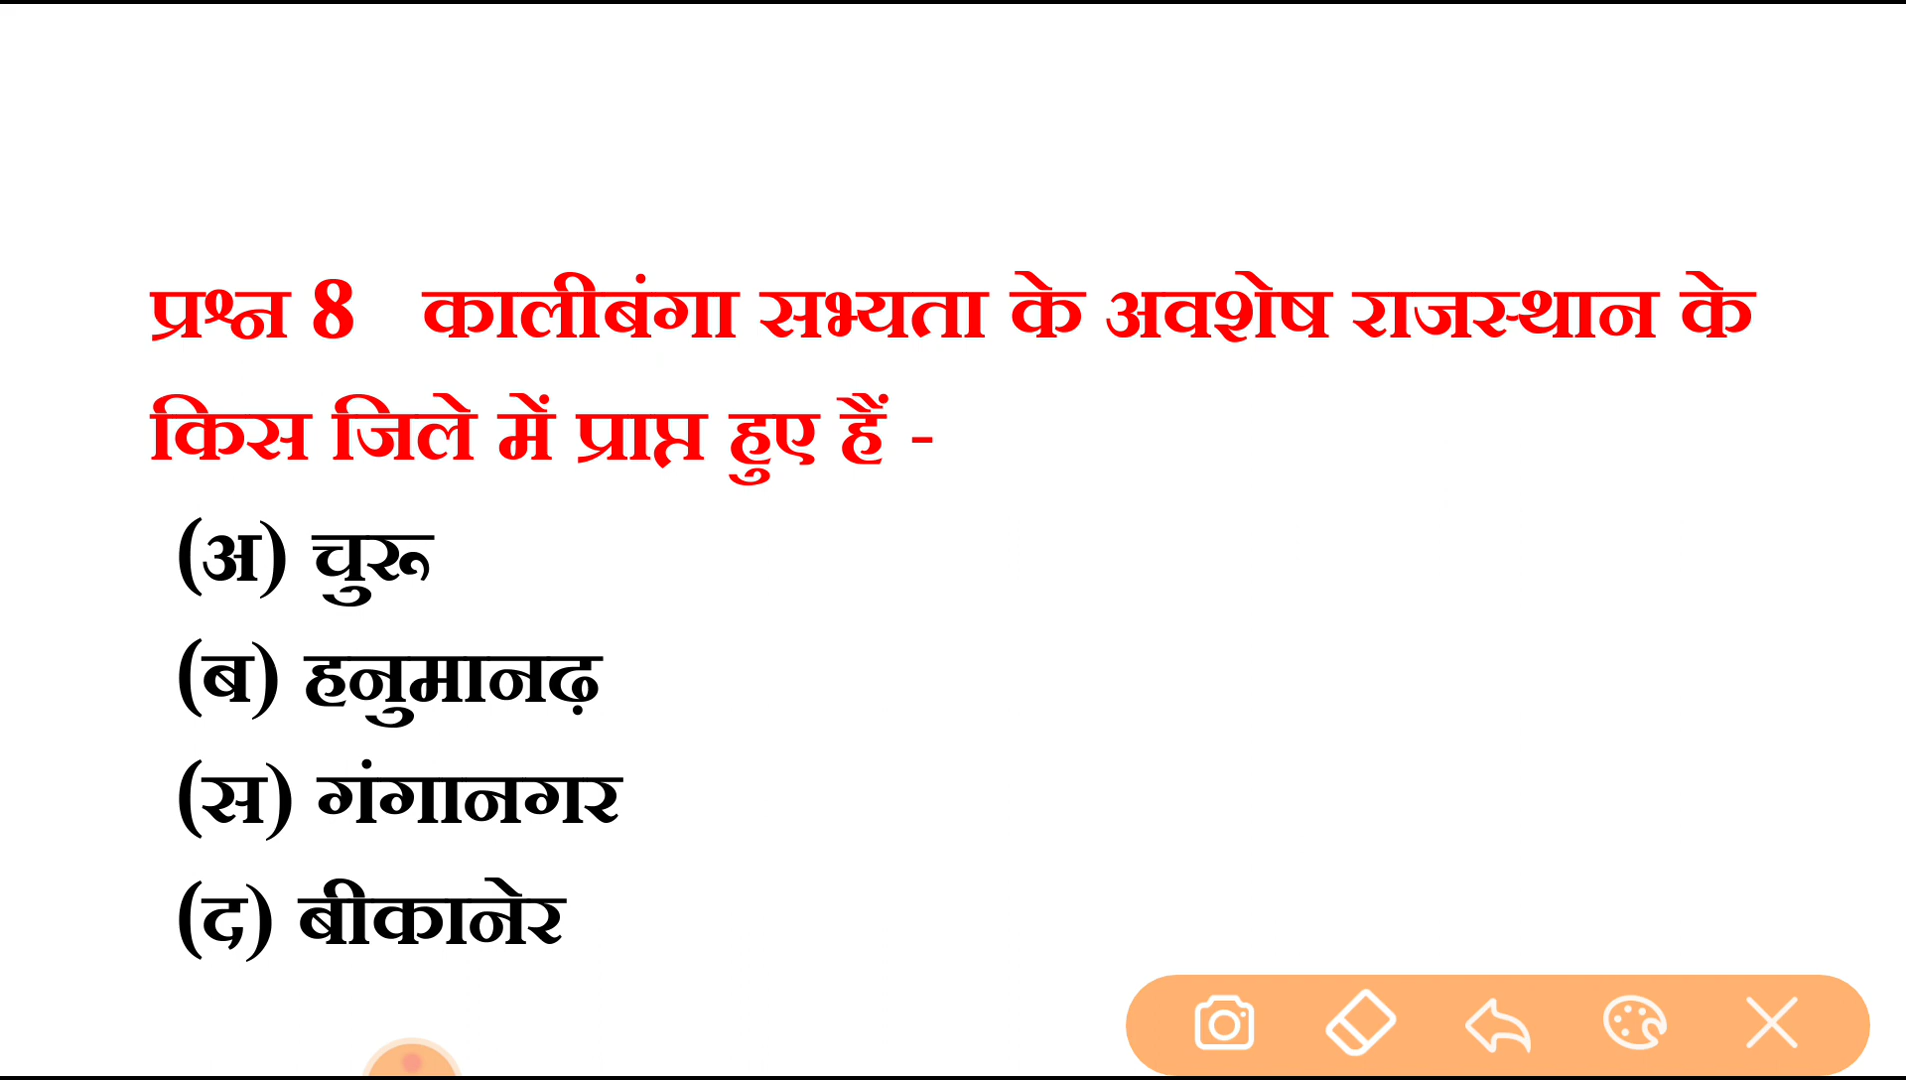 प्रश्न 8 कालीबंगा सभ्यता के अवशेष राजस्थान के
किस जिले में प्राप्त हुए हैं -
(अ) चुरू
(ब) हनुमानढ़
(स) गंगानगर
(द) बीकानेर